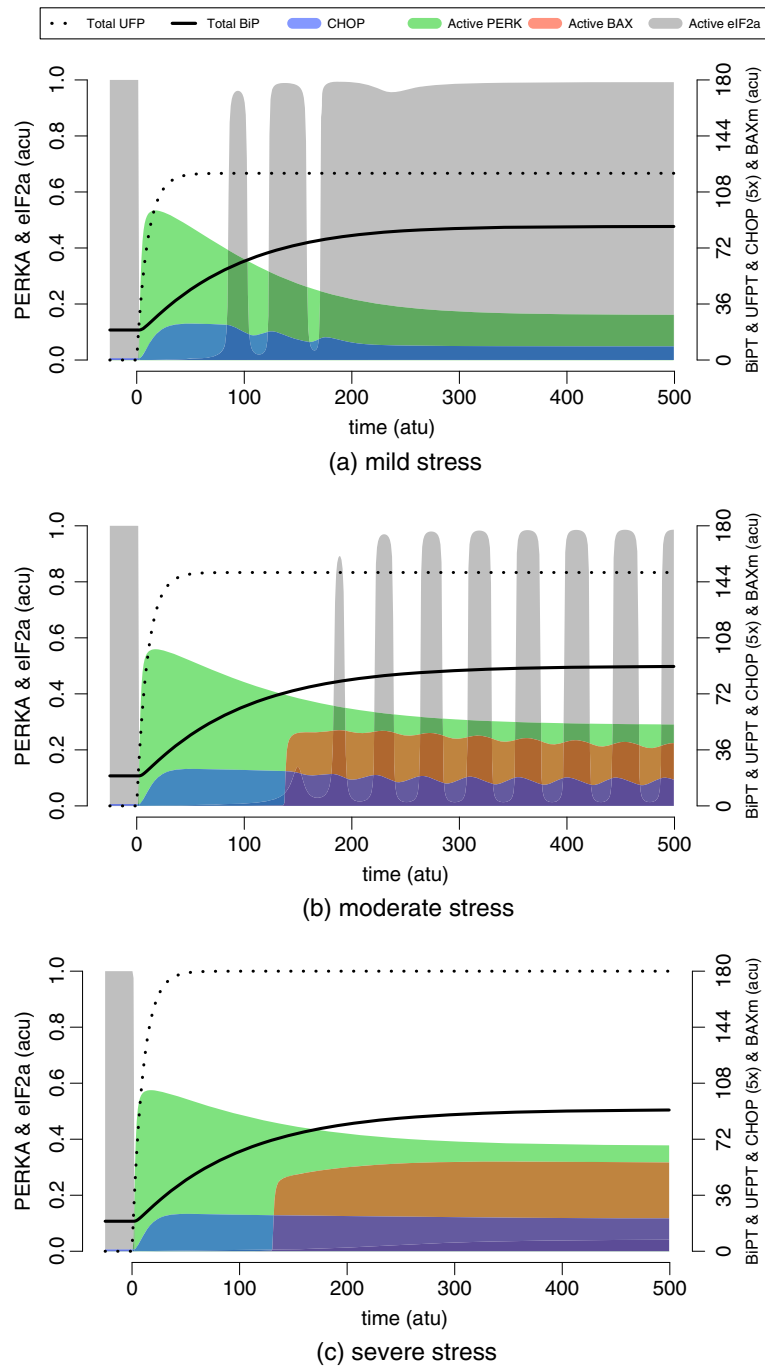 Total UFP Total BiP CHOP Active PERK Active BAX Active eIF2a
PERKA & eIF2a (acu)
0.0 0.2 0.4 0.6 0.8 1.0
0 36 72 108 144 180
BiPT & UFPT & CHOP (5x) & BAXm (acu)
0 100 200 300 400 500
time (atu)
(a) mild stress
PERKA & eIF2a (acu)
0.0 0.2 0.4 0.6 0.8 1.0
0 36 72 108 144 180
BiPT & UFPT & CHOP (5x) & BAXm (acu)
0 100 200 300 400 500
time (atu)
(b) moderate stress
PERKA & eIF2a (acu)
0.0 0.2 0.4 0.6 0.8 1.0
0 36 72 108 144 180
BiPT & UFPT & CHOP (5x) & BAXm (acu)
0 100 200 300 400 500
time (atu)
(c) severe stress